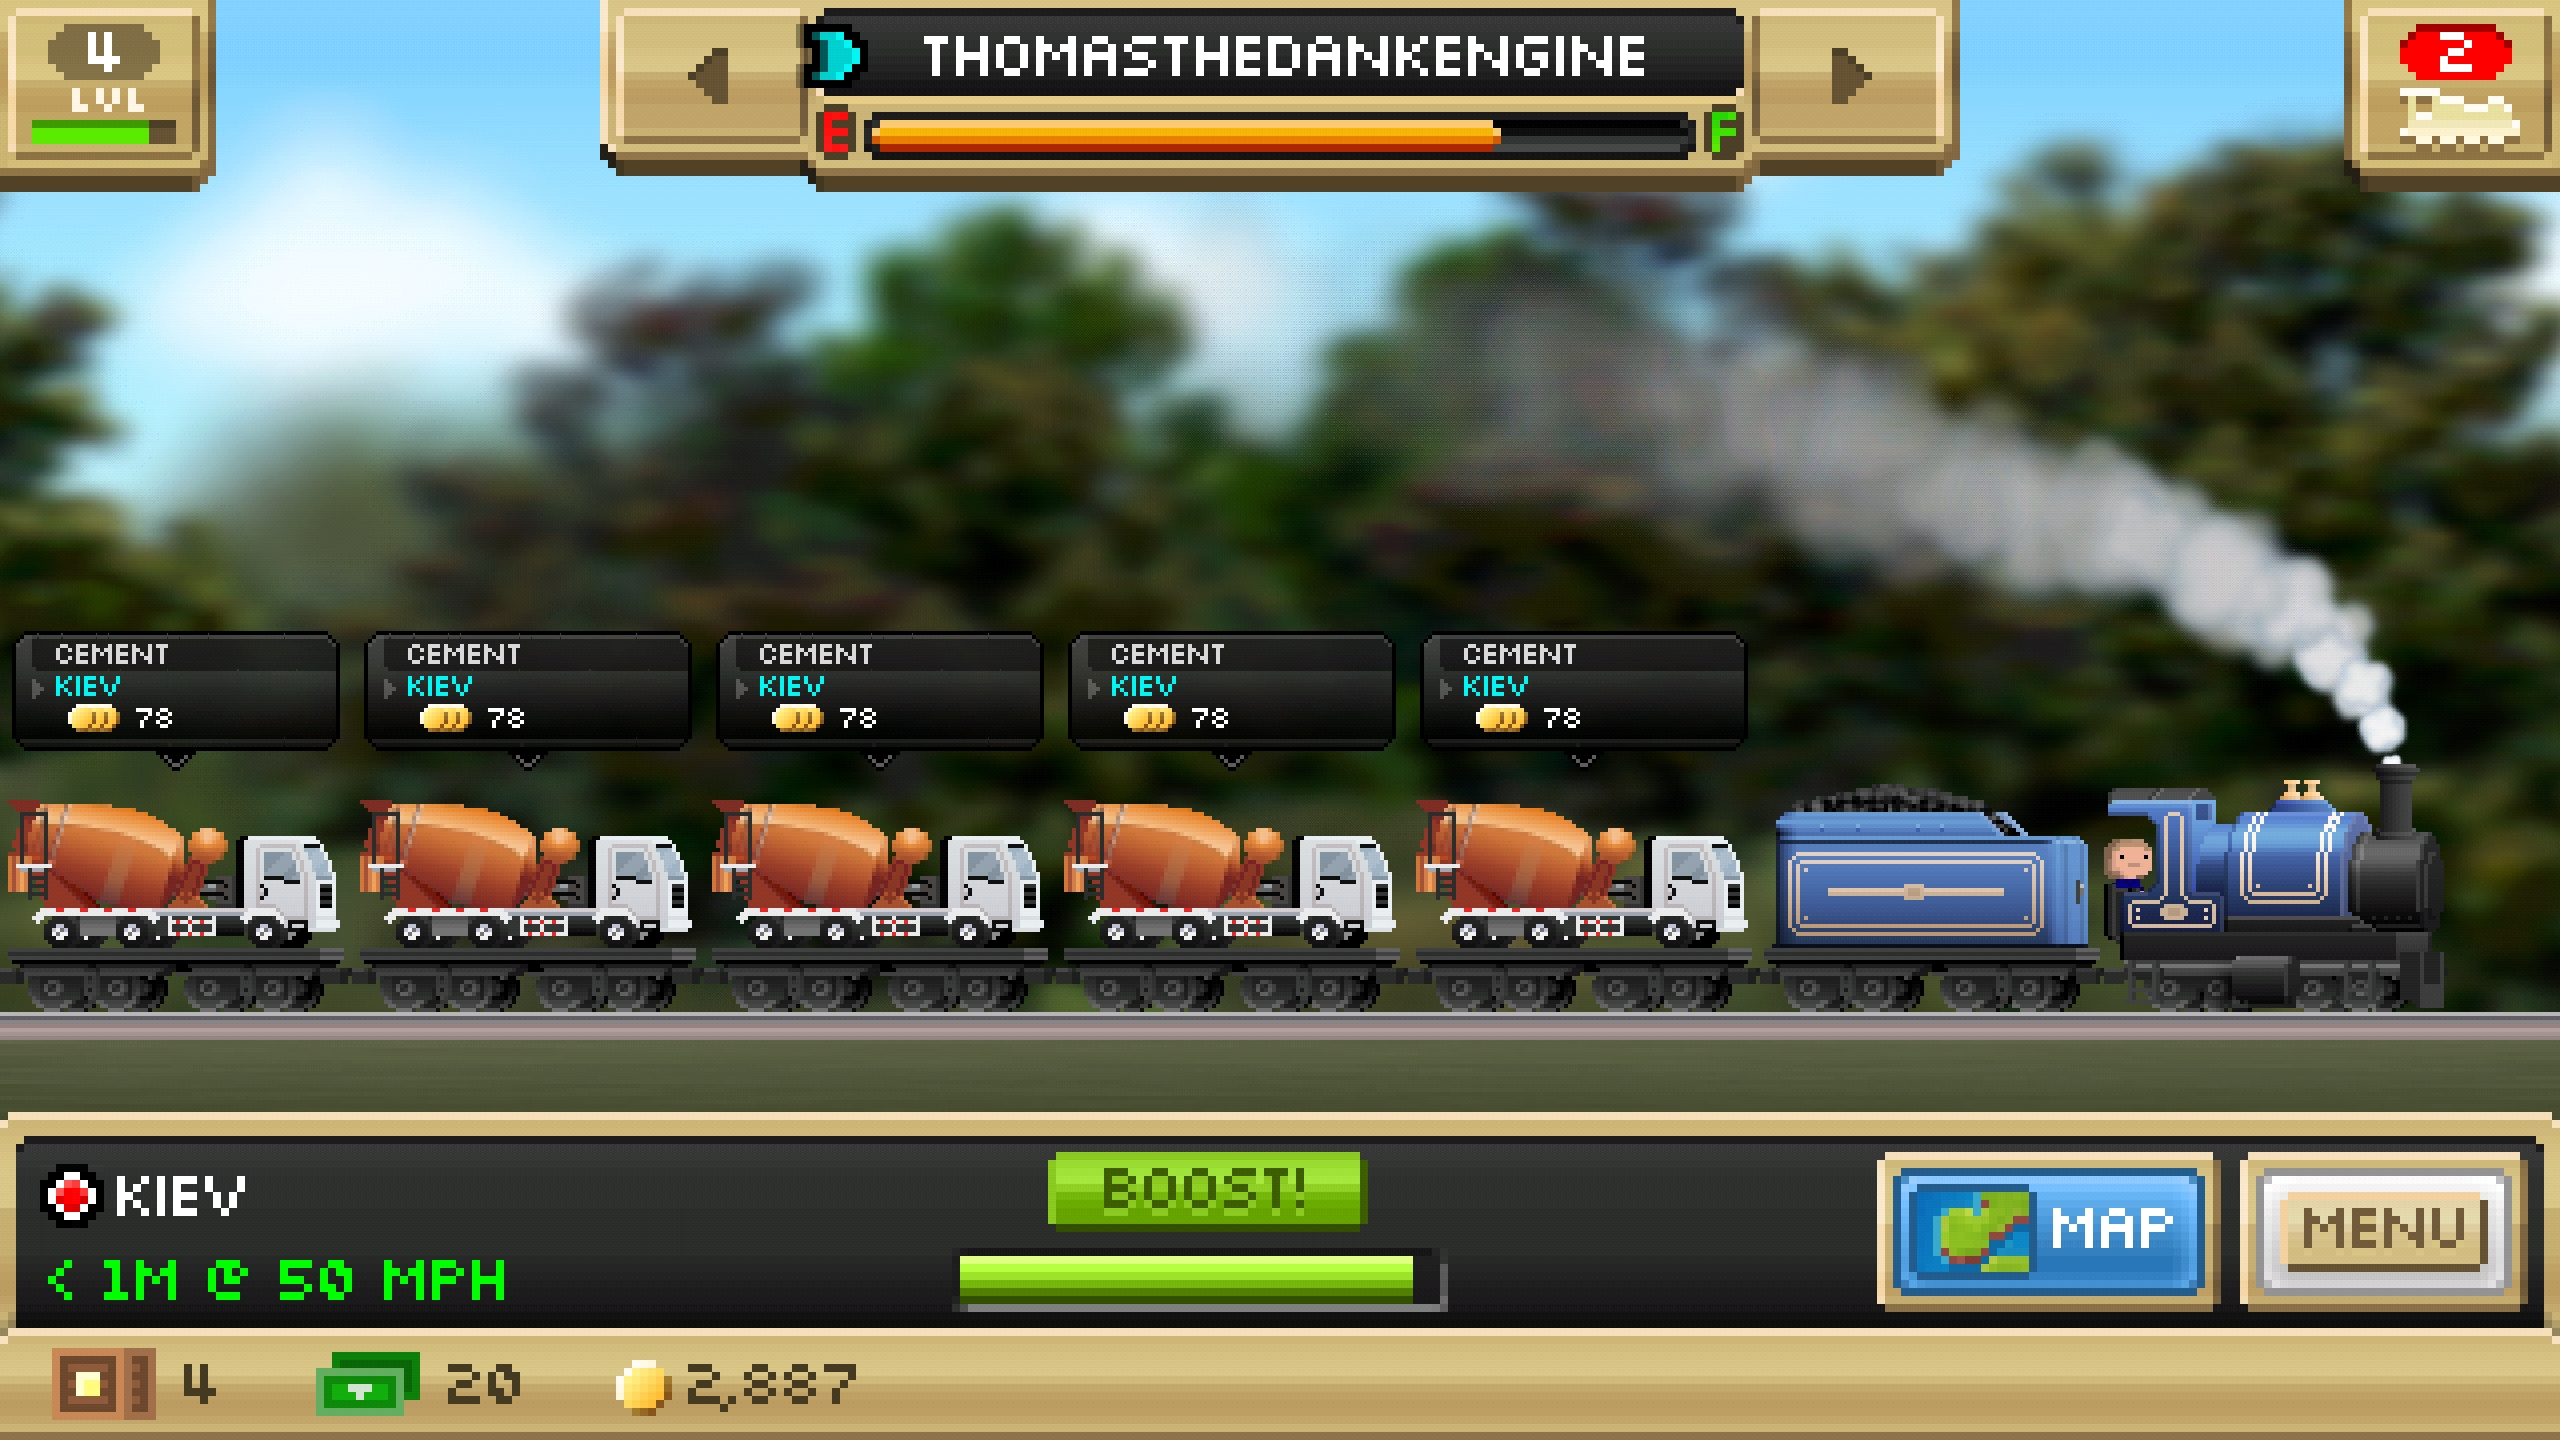 4
LVL
THOMASTHEDANKENGINE
E F
2
CEMENT
KIEV
78
CEMENT
KIEV
78
CEMENT
KIEV
78
CEMENT
KIEV
78
CEMENT
KIEV
78
KIEV
< 1M @ 50 MPH
BOOST!
MAP
MENU
4 20 2,887